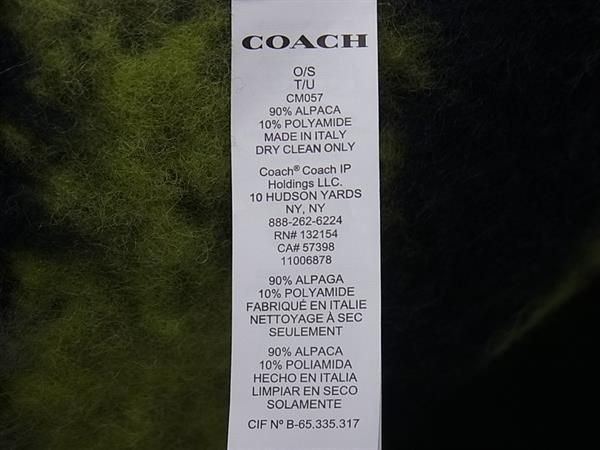 COACH
O/S
T/U
CM057
90% ALPACA
10% POLYAMIDE
MADE IN ITALY
DRY CLEAN ONLY
Coach® Coach IP
Holdings LLC.
10 HUDSON YARDS
NY, NY
888-262-6224
RN# 132154
CA# 57398
11006878
90% ALPAGA
10% POLYAMIDE
FABRIQUÉ EN ITALIE
NETTOYAGE À SEC
SEULEMENT
90% ALPACA
10% POLIAMIDA
HECHO EN ITALIA
LIMPIAR EN SECO
SOLAMENTE
CIF Nº B-65.335.317